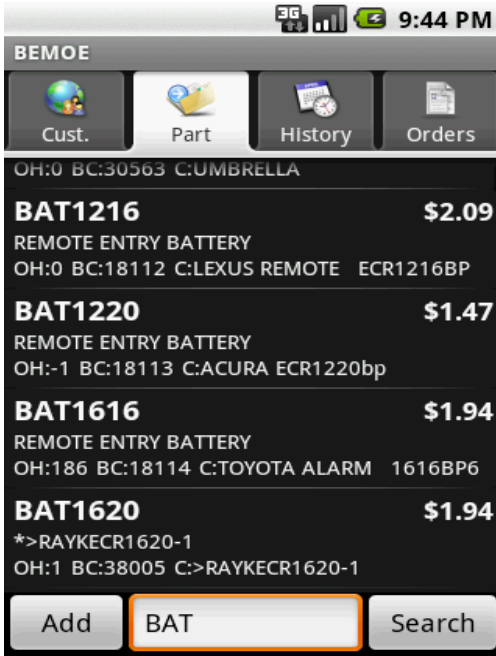 3G 9:44 PM
BEMOE
Cust. Part History Orders
OH:0 BC:30563 C:UMBRELLA
BAT1216 $2.09
REMOTE ENTRY BATTERY
OH:0 BC:18112 C:LEXUS REMOTE ECR1216BP
BAT1220 $1.47
REMOTE ENTRY BATTERY
OH:-1 BC:18113 C:ACURA ECR1220bp
BAT1616 $1.94
REMOTE ENTRY BATTERY
OH:186 BC:18114 C:TOYOTA ALARM 1616BP6
BAT1620 $1.94
*>RAYKECR1620-1
OH:1 BC:38005 C:>RAYKECR1620-1
Add BAT Search